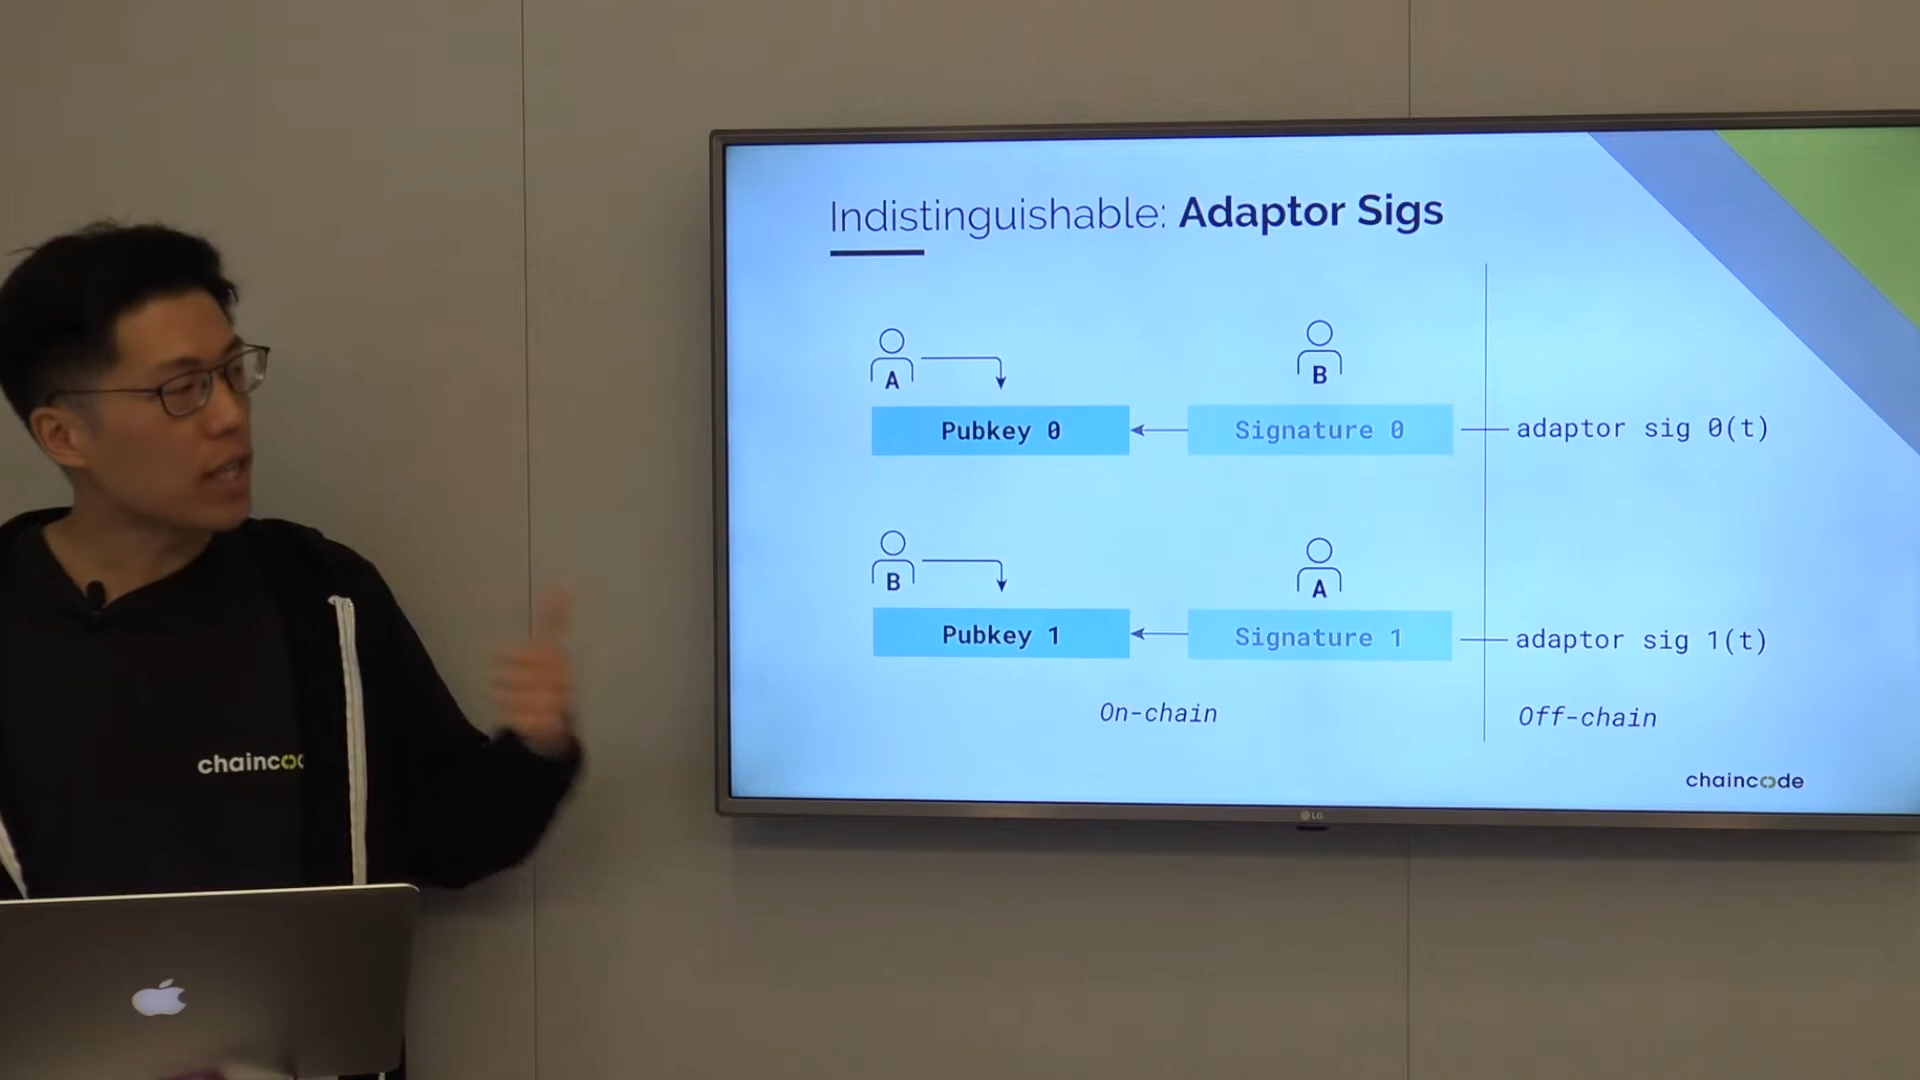 Indistinguishable: Adaptor Sigs
A
B
Pubkey 0
Signature 0
adaptor sig 0(t)
B
A
Pubkey 1
Signature 1
adaptor sig 1(t)
On-chain
Off-chain
chaincode
LG